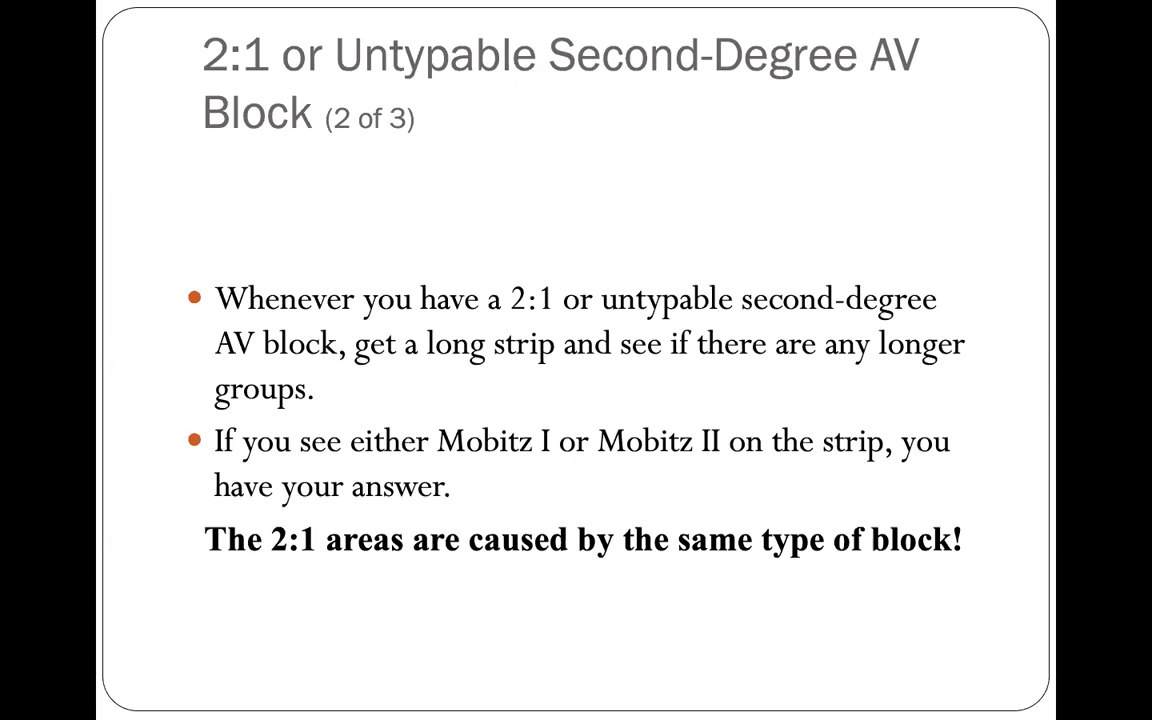 2:1 or Untypable Second-Degree AV
Block (2 of 3)
• Whenever you have a 2:1 or untypable second-degree
AV block, get a long strip and see if there are any longer
groups.
• If you see either Mobitz I or Mobitz II on the strip, you
have your answer.
The 2:1 areas are caused by the same type of block!